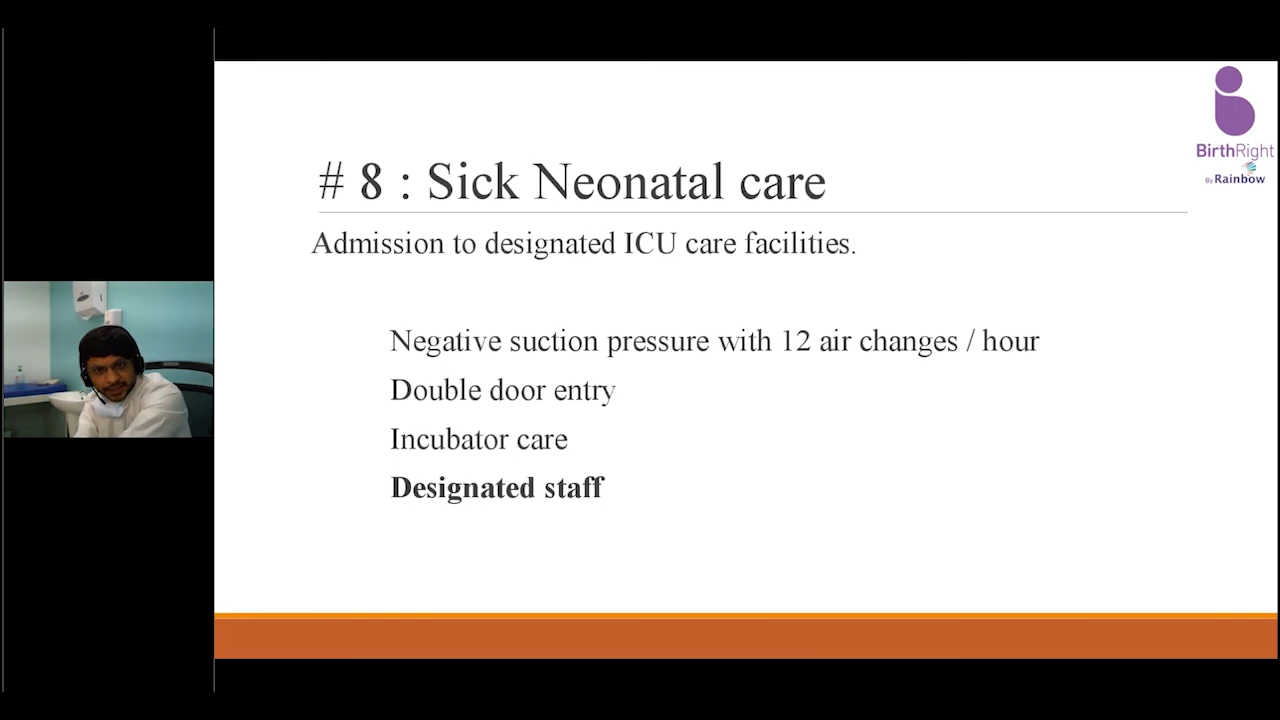 BirthRight
By Rainbow
# 8 : Sick Neonatal care
Admission to designated ICU care facilities.
Negative suction pressure with 12 air changes / hour
Double door entry
Incubator care
Designated staff